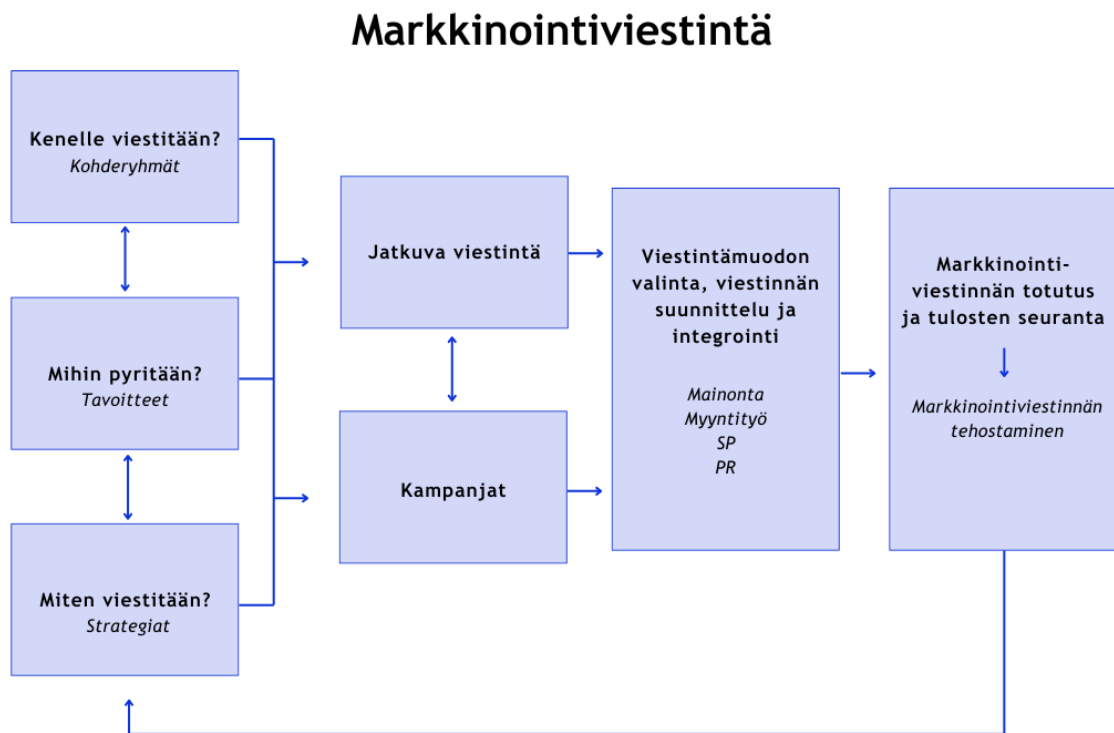 Markkinointiviestintä
Kenelle viestitään?
Kohderyhmät
Mihin pyritään?
Tavoitteet
Miten viestitään?
Strategiat
Jatkuva viestintä
Kampanjat
Viestintämuodon
valinta, viestinnän
suunnittelu ja
integrointi
Mainonta
Myyntityö
SP
PR
Markkinointi-
viestinnän totutus
ja tulosten seuranta
Markkinointiviestinnän
tehostaminen